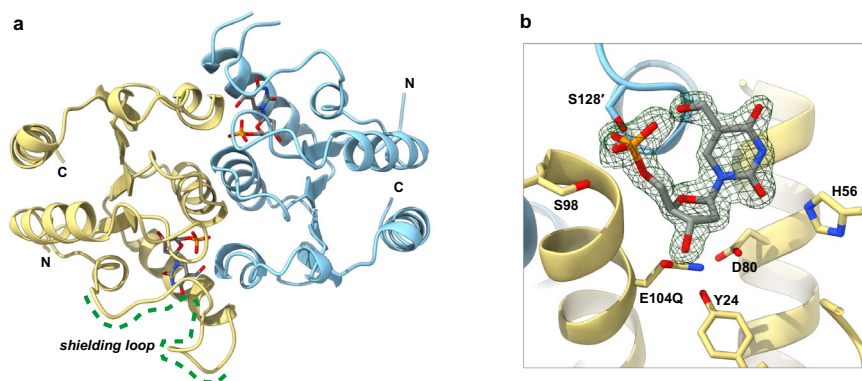 a
b
N
C
C
N
shielding loop
S128′
S98
H56
D80
E104Q
Y24